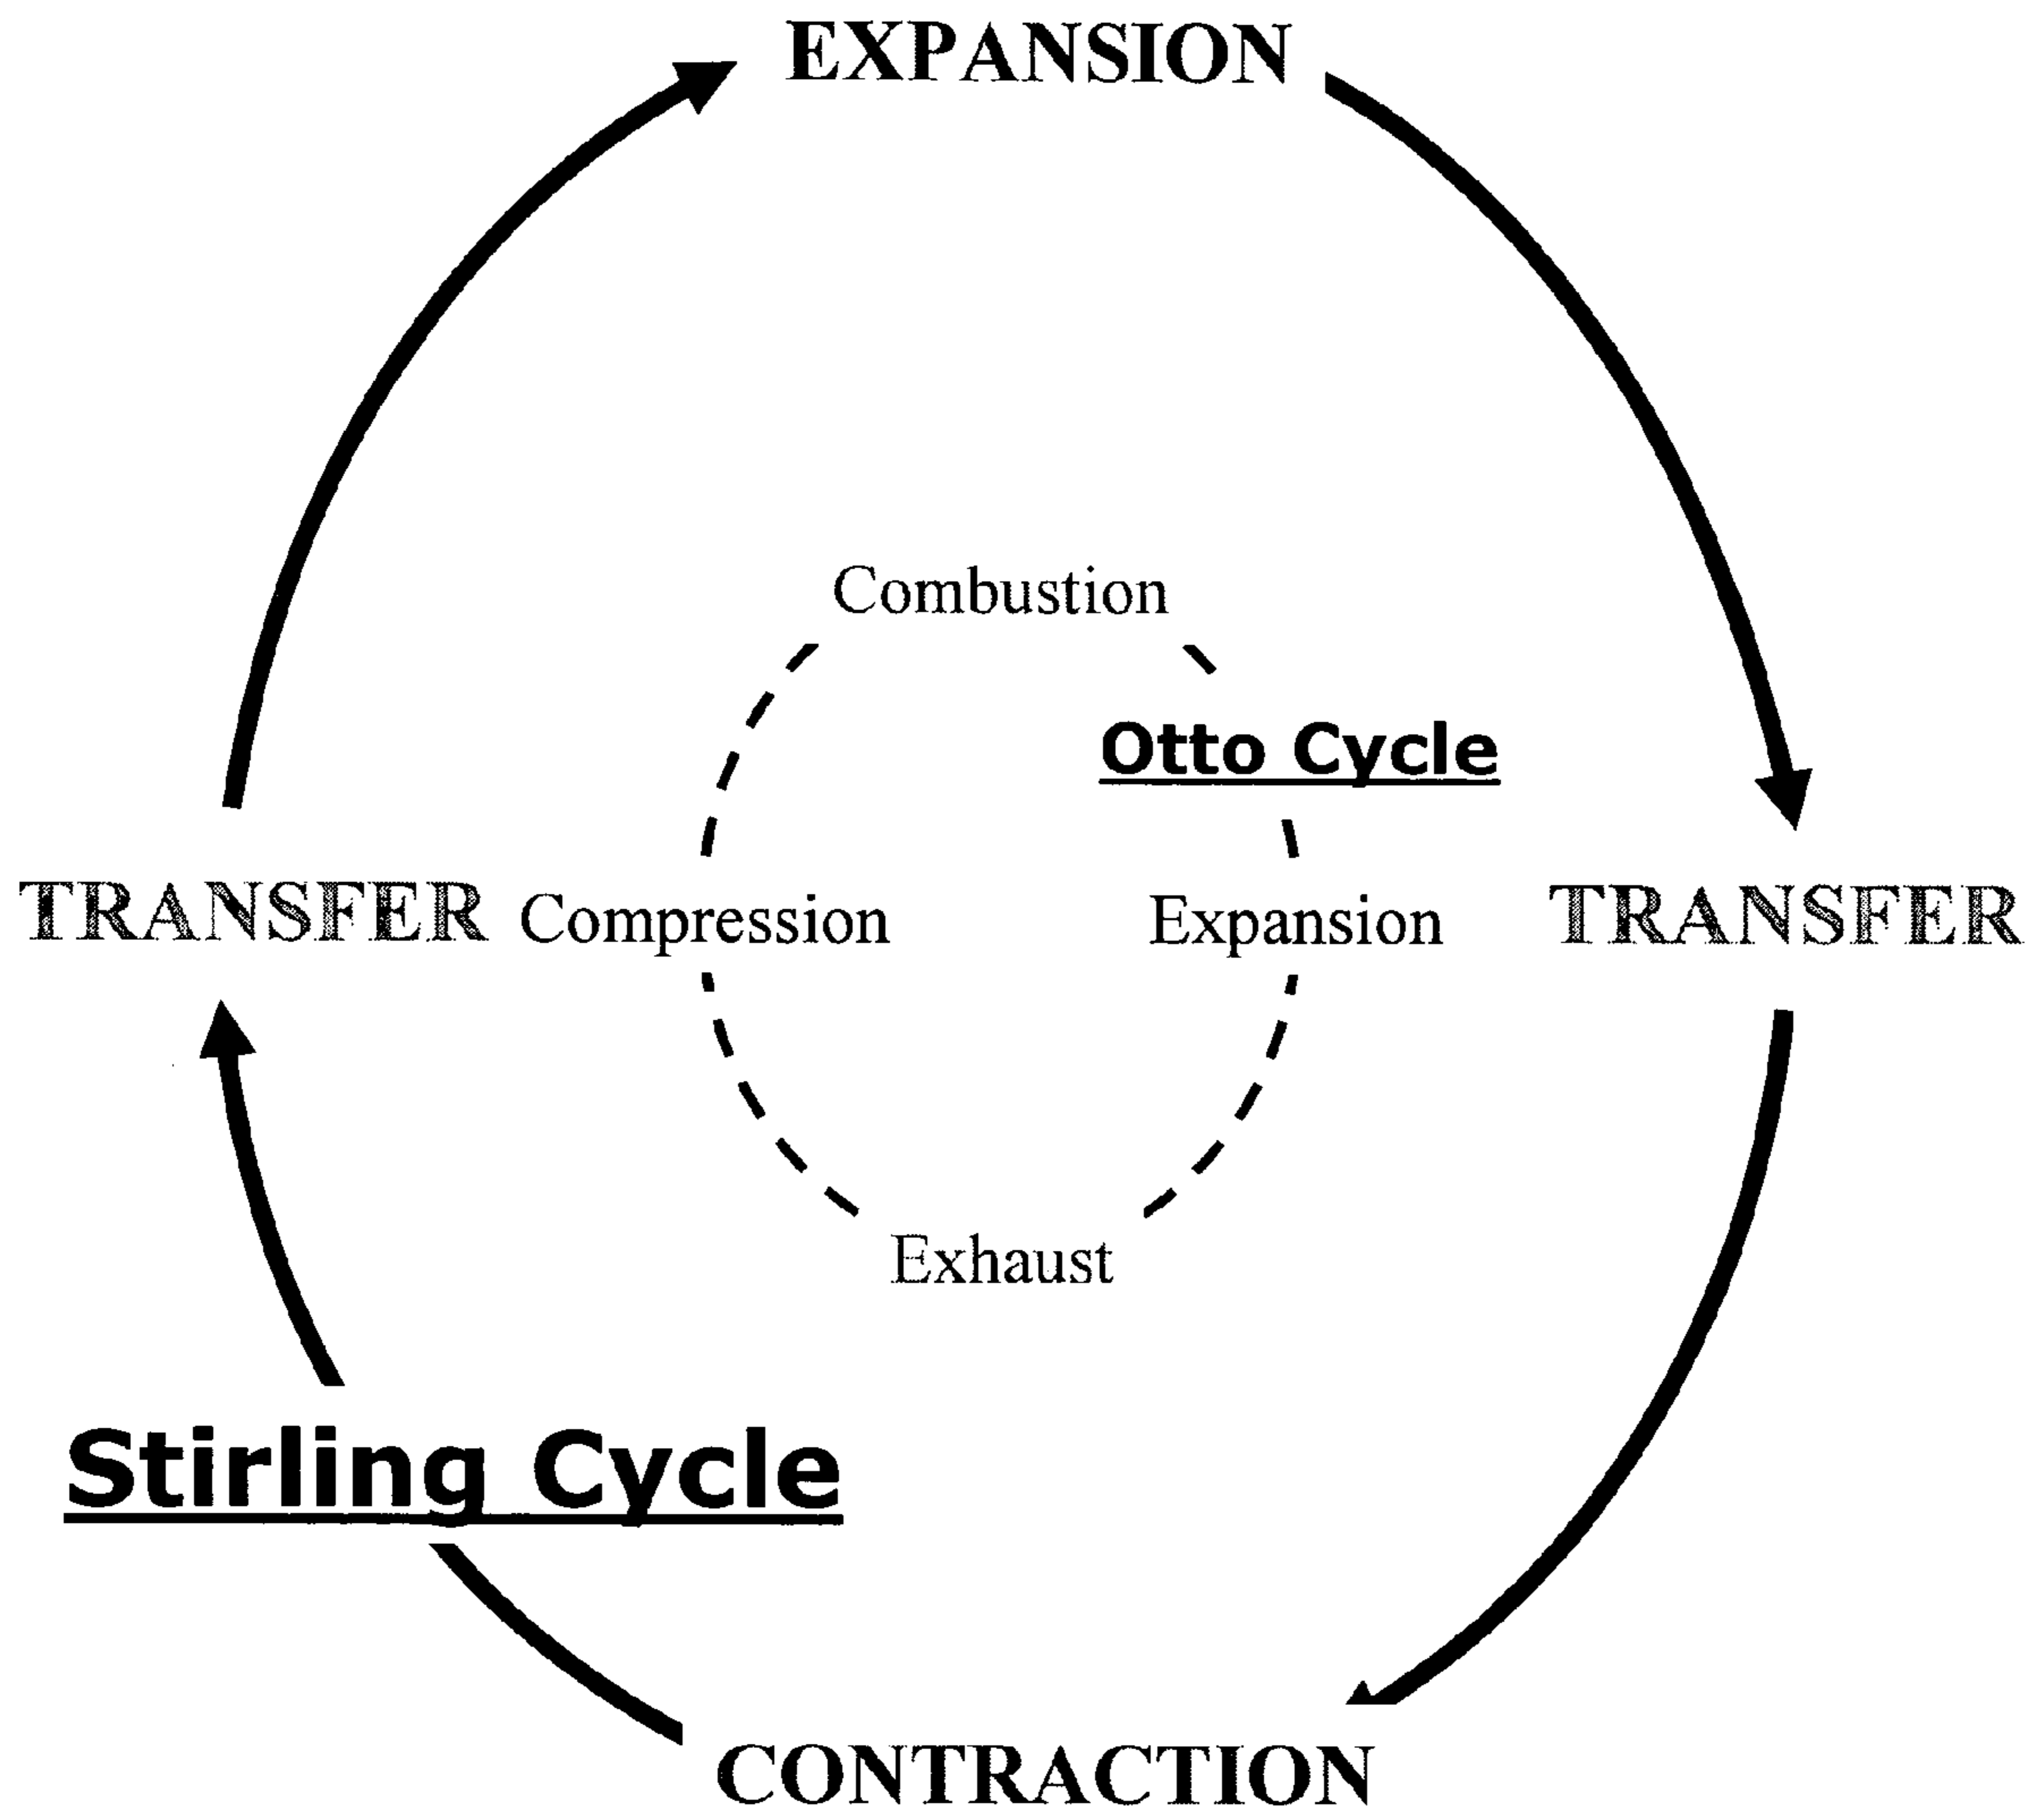 EXPANSION
Combustion
Otto Cycle
TRANSFER Compression Expansion TRANSFER
Exhaust
Stirling Cycle
CONTRACTION